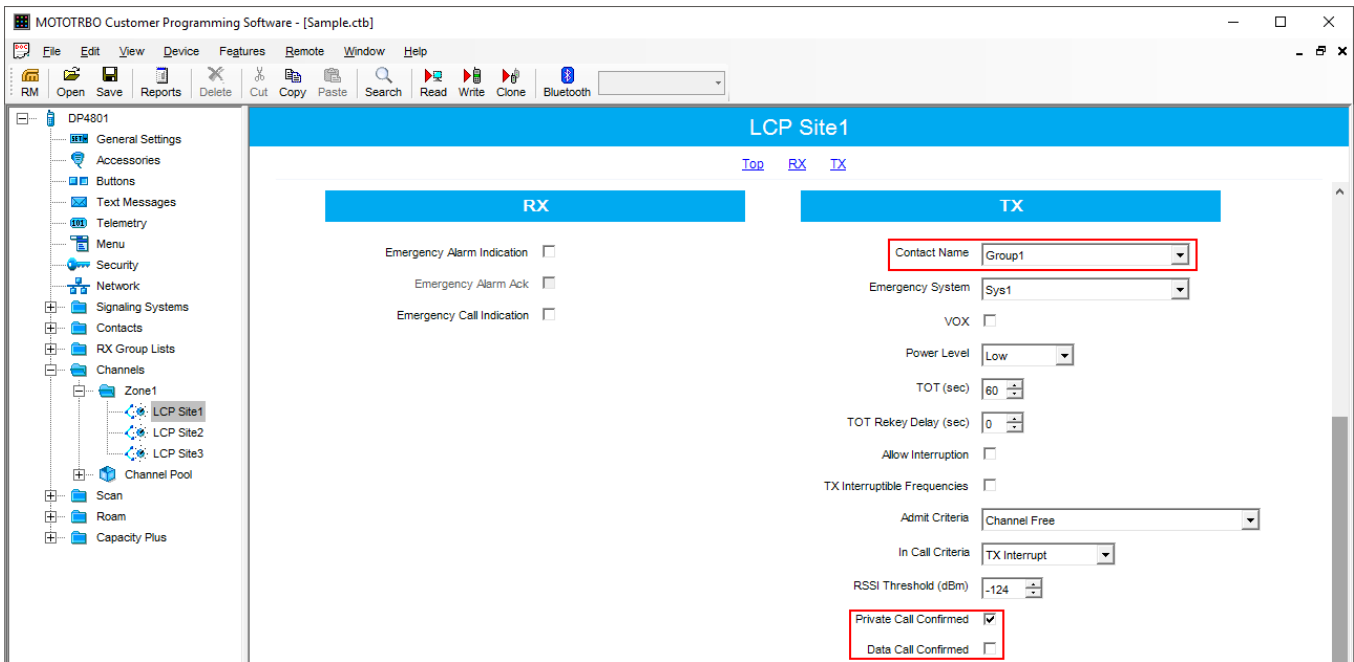 MOTOTRBO Customer Programming Software - [Sample.ctb]
File Edit View Device Features Remote Window Help
RM Open Save Reports Delete Cut Copy Paste Search Read Write Clone Bluetooth
DP4801
General Settings
Accessories
Buttons
Text Messages
Telemetry
Menu
Security
Network
Signaling Systems
Contacts
RX Group Lists
Channels
Zone1
LCP Site1
LCP Site2
LCP Site3
Channel Pool
Scan
Roam
Capacity Plus
LCP Site1
Top RX TX
RX
Emergency Alarm Indication
Emergency Alarm Ack
Emergency Call Indication
TX
Contact Name Group1
Emergency System Sys1
VOX
Power Level Low
TOT (sec) 60
TOT Rekey Delay (sec) 0
Allow Interruption
TX Interruptible Frequencies
Admit Criteria Channel Free
In Call Criteria TX Interrupt
RSSI Threshold (dBm) -124
Private Call Confirmed
Data Call Confirmed